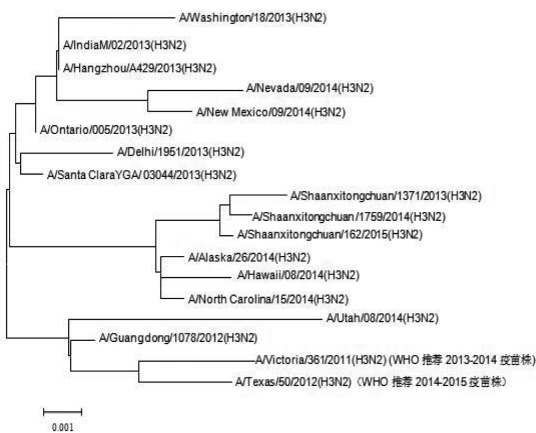 A/Washington/18/2013(H3N2)
A/IndiaM/02/2013(H3N2)
A/Hangzhou/A429/2013(H3N2)
A/Nevada/09/2014(H3N2)
A/New Mexico/09/2014(H3N2)
A/Ontario/005/2013(H3N2)
A/Delhi/1951/2013(H3N2)
A/Santa ClaraYGA/ 03044/2013(H3N2)
A/Shaanxitongchuan/1371/2013(H3N2)
A/Shaanxitongchuan/1759/2014(H3N2)
A/Shaanxitongchuan/162/2015(H3N2)
A/Alaska/26/2014(H3N2)
A/Hawaii/08/2014(H3N2)
A/North Carolina/15/2014(H3N2)
A/Utah/08/2014(H3N2)
A/Guangdong/1078/2012(H3N2)
A/Victoria/361/2011(H3N2) (WHO 推荐 2013-2014 疫苗株)
A/Texas/50/2012(H3N2)（WHO 推荐 2014-2015 疫苗株）
0.001